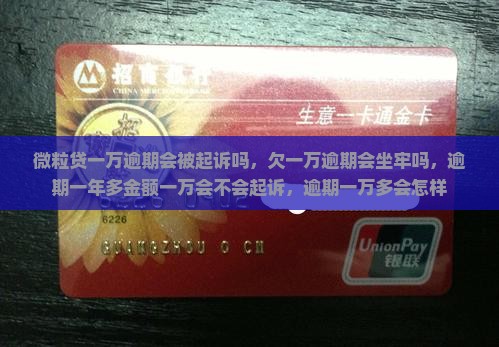 招商银行
CHINA MERCHANTS BANK
生意一卡通金卡
微粒贷一万逾期会被起诉吗，欠一万逾期会坐牢吗，逾
期一年多金额一万会不会起诉，逾期一万多会怎样
6226
GUANGZHOU O CM
UnionPay
银联